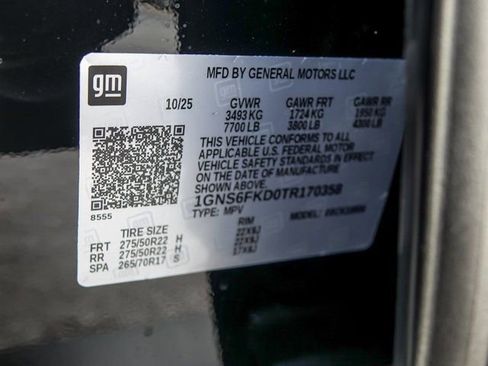 gm
MFD BY GENERAL MOTORS LLC
10/25 GVWR GAWR FRT GAWR RR
3493 KG 1724 KG 1950 KG
7700 LB 3800 LB 4300 LB
THIS VEHICLE CONFORMS TO ALL
APPLICABLE U.S. FEDERAL MOTOR
VEHICLE SAFETY STANDARDS IN EFFECT
ON THE DATE OF MANUFACTURE
1GNS6FKD0TR170358
TYPE: MPV
8555
TIRE SIZE RIM
FRT 275/50R22 H 22X9J
RR 275/50R22 H 22X9J
SPA 265/70R17 S 17X8J